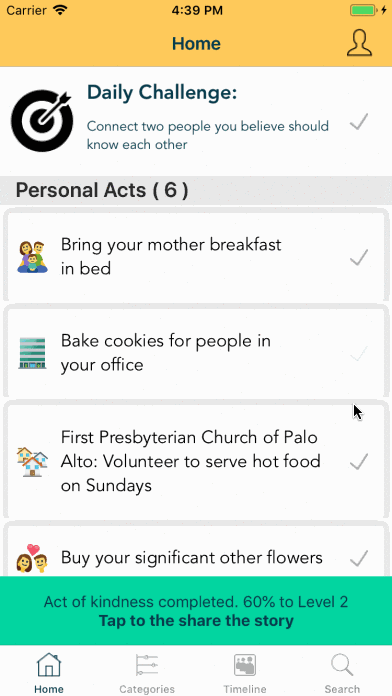 Carrier 4:39 PM
Home
Daily Challenge:
Connect two people you believe should
know each other
Personal Acts ( 6 )
Bring your mother breakfast
in bed
Bake cookies for people in
your office
First Presbyterian Church of Palo
Alto: Volunteer to serve hot food
on Sundays
Buy your significant other flowers
Act of kindness completed. 60% to Level 2
Tap to the share the story
Home Categories Timeline Search